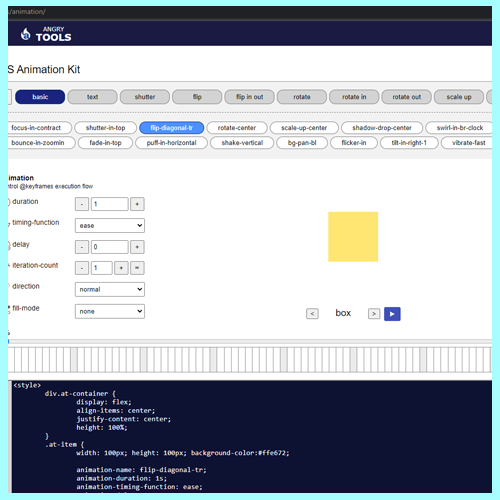 /animation/
ANGRY
TOOLS
S Animation Kit
basic text shutter flip flip in out rotate rotate in rotate out scale up
focus-in-contract shutter-in-top flip-diagonal-tr rotate-center scale-up-center shadow-drop-center swirl-in-br-clock
bounce-in-zoomin fade-in-top puff-in-horizontal shake-vertical bg-pan-bl flicker-in tilt-in-right-1 vibrate-fast
nimation
ntrol @keyframes execution flow
duration - 1 +
timing-function ease
delay - 0 +
iteration-count - 1 + ∞
direction normal
fill-mode none
< box >
<style>
div.at-container {
display: flex;
align-items: center;
justify-content: center;
height: 100%;
}
.at-item {
width: 100px; height: 100px; background-color:#ffe672;
animation-name: flip-diagonal-tr;
animation-duration: 1s;
animation-timing-function: ease;